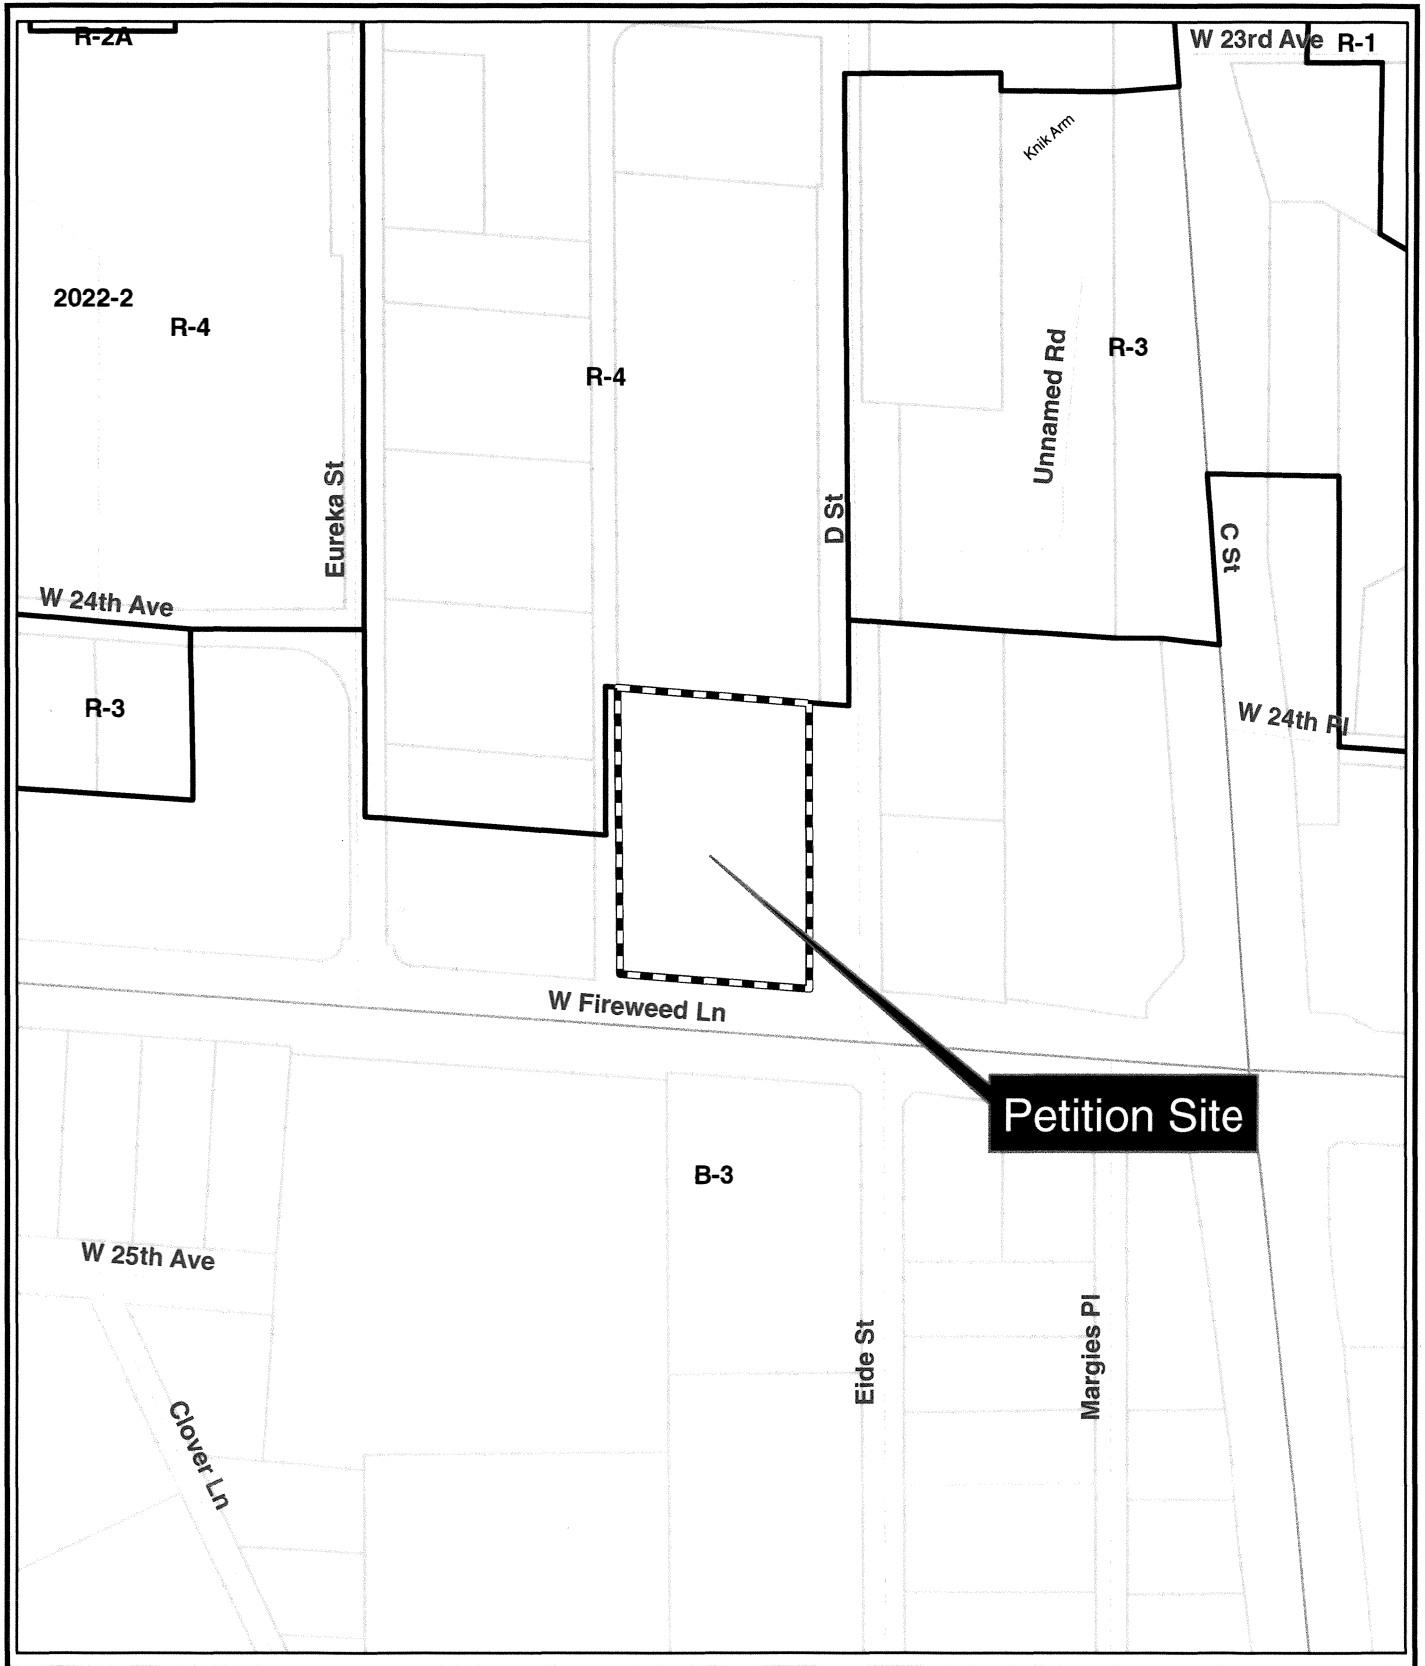 R-2A
W 23rd Ave
R-1
Knik Arm
2022-2
R-4
R-4
R-3
Unnamed Rd
Eureka St
D St
C St
W 24th Ave
R-3
W 24th Pl
W Fireweed Ln
Petition Site
B-3
W 25th Ave
Eide St
Margies Pl
Clover Ln